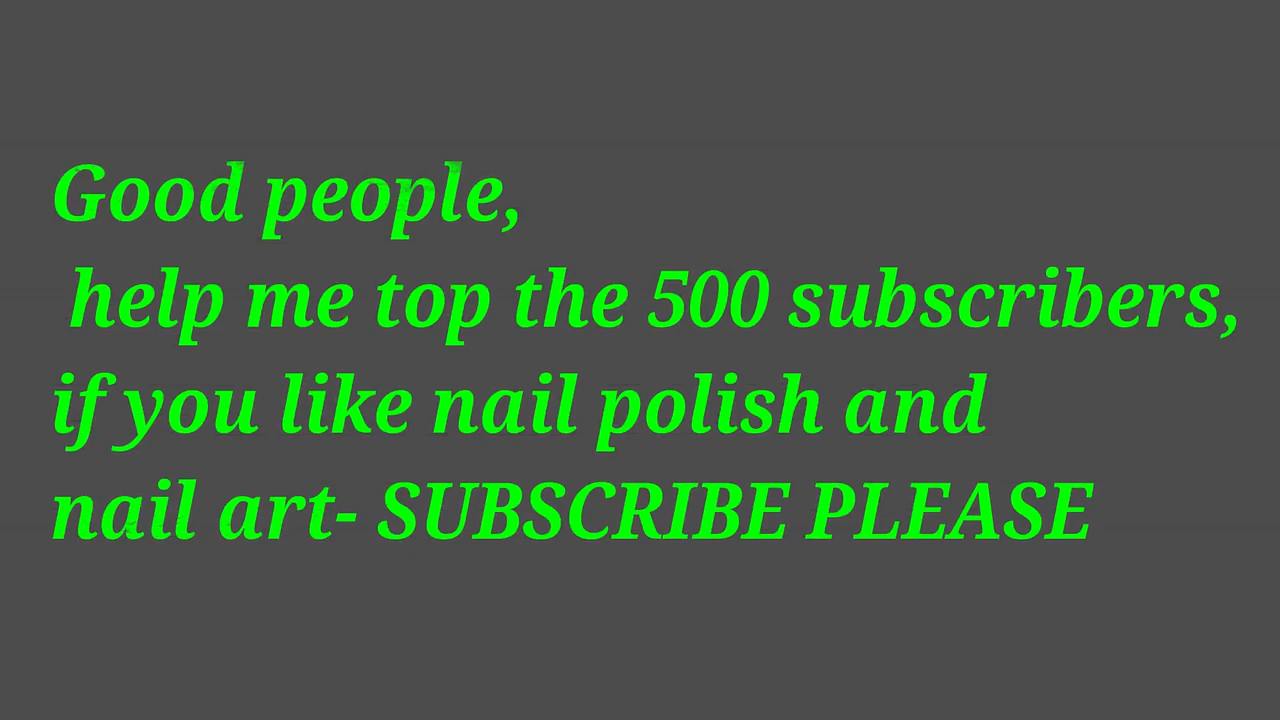 Good people,
help me top the 500 subscribers,
if you like nail polish and
nail art- SUBSCRIBE PLEASE